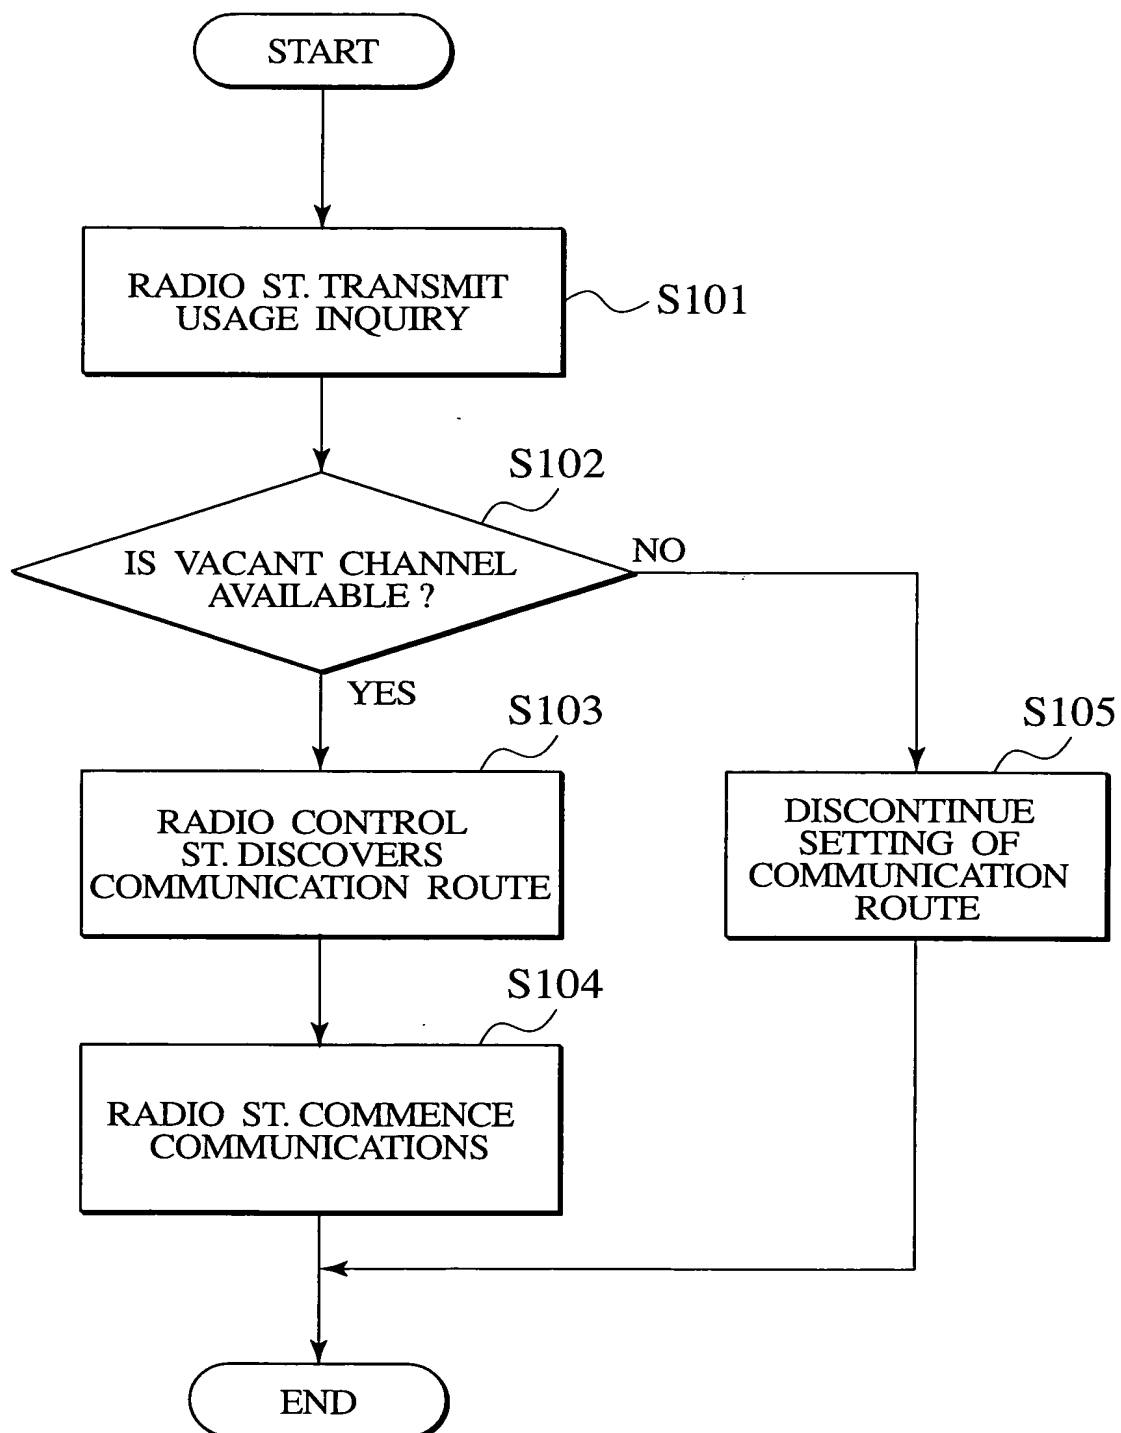 START
RADIO ST. TRANSMIT
USAGE INQUIRY
S101
S102
IS VACANT CHANNEL
AVAILABLE ?
NO
YES
S103
RADIO CONTROL
ST. DISCOVERS
COMMUNICATION ROUTE
S105
DISCONTINUE
SETTING OF
COMMUNICATION
ROUTE
S104
RADIO ST. COMMENCE
COMMUNICATIONS
END